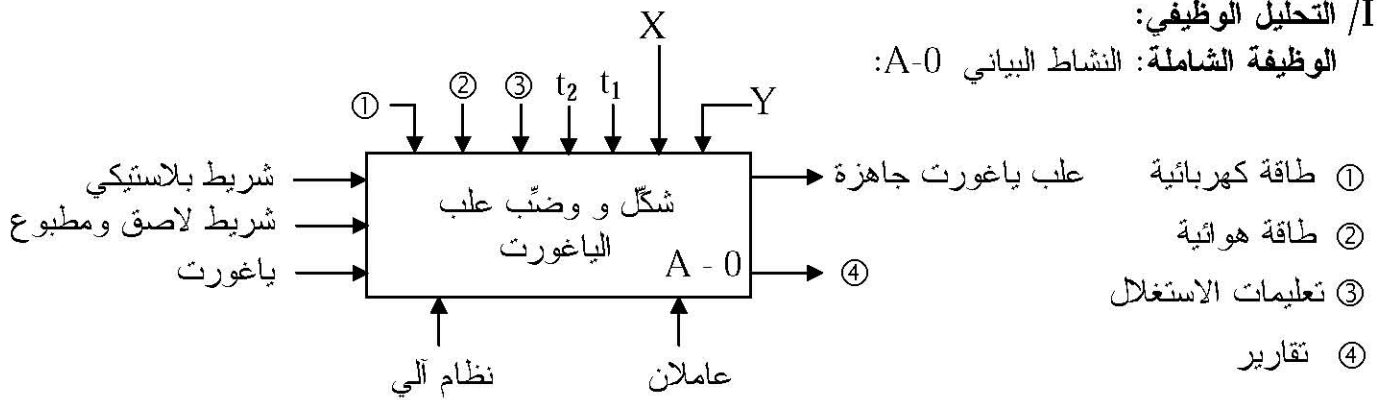 I/ التحليل الوظيفي:
الوظيفة الشاملة: النشاط البياني A-0:
X
① ② ③ t₂ t₁ Y
شريط بلاستيكي
شريط لاصق ومطبوع
ياغورت
شكّل و وضّب علب
الياغورت
A - 0
علب ياغورت جاهزة
④
نظام آلي
عاملان
① طاقة كهربائية
② طاقة هوائية
③ تعليمات الاستغلال
④ تقارير